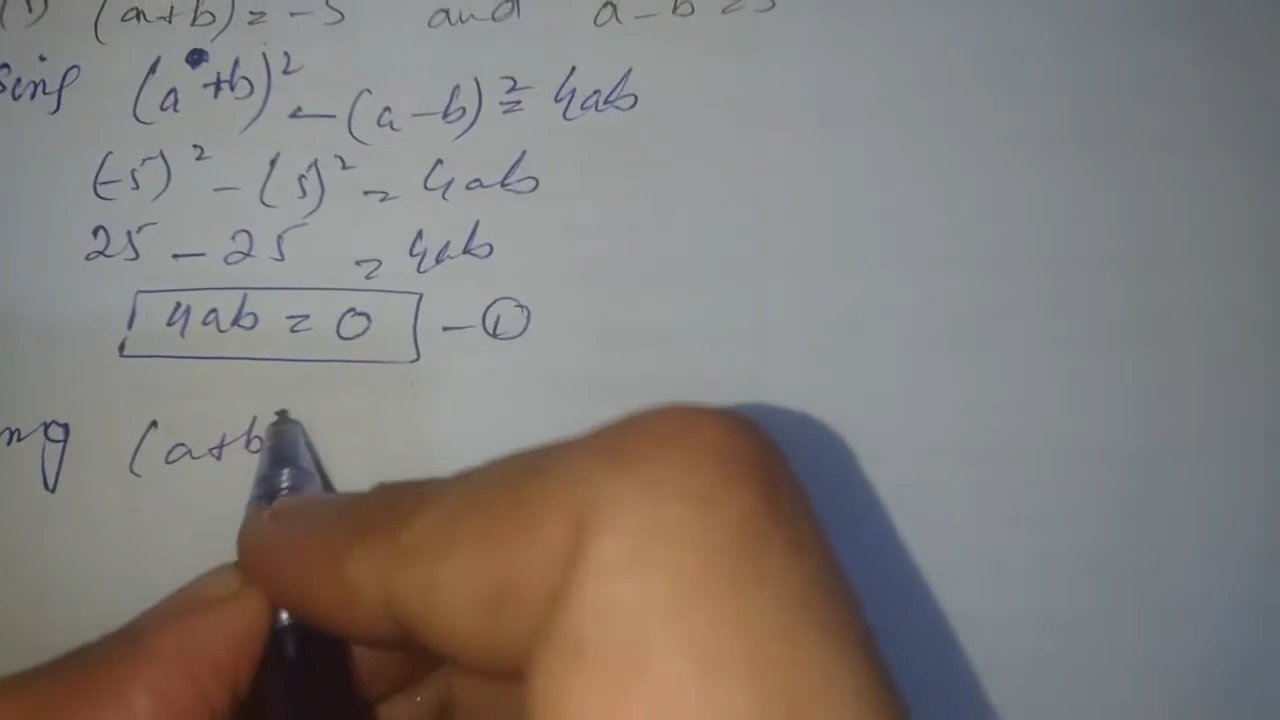 (a+b) = -5 and a-b = 5
(a+b)² - (a-b)² = 4ab
(-5)² - (5)² = 4ab
25 - 25 = 4ab
4ab = 0 - ①
(a+b